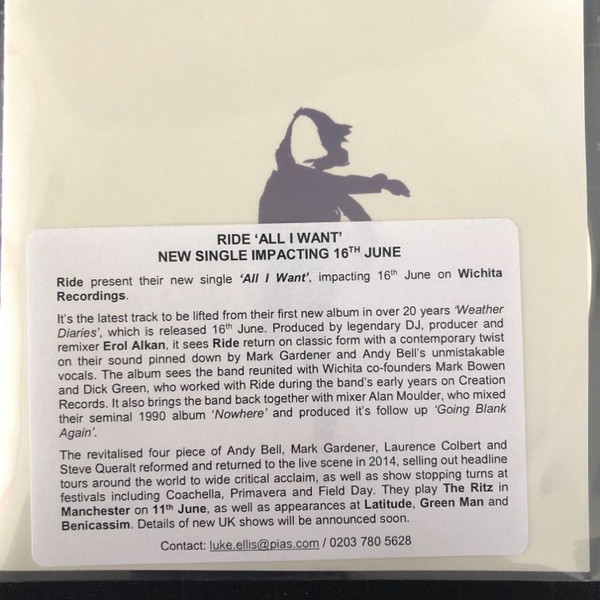 RIDE ‘ALL I WANT’
NEW SINGLE IMPACTING 16TH JUNE
Ride present their new single ‘All I Want’, impacting 16th June on Wichita
Recordings.
It’s the latest track to be lifted from their first new album in over 20 years ‘Weather
Diaries’, which is released 16th June. Produced by legendary DJ, producer and
remixer Erol Alkan, it sees Ride return on classic form with a contemporary twist
on their sound pinned down by Mark Gardener and Andy Bell’s unmistakable
vocals. The album sees the band reunited with Wichita co-founders Mark Bowen
and Dick Green, who worked with Ride during the band’s early years on Creation
Records. It also brings the band back together with mixer Alan Moulder, who mixed
their seminal 1990 album ‘Nowhere’ and produced it’s follow up ‘Going Blank
Again’.
The revitalised four piece of Andy Bell, Mark Gardener, Laurence Colbert and
Steve Queralt reformed and returned to the live scene in 2014, selling out headline
tours around the world to wide critical acclaim, as well as show stopping turns at
festivals including Coachella, Primavera and Field Day. They play The Ritz in
Manchester on 11th June, as well as appearances at Latitude, Green Man and
Benicassim. Details of new UK shows will be announced soon.
Contact: luke.ellis@pias.com / 0203 780 5628